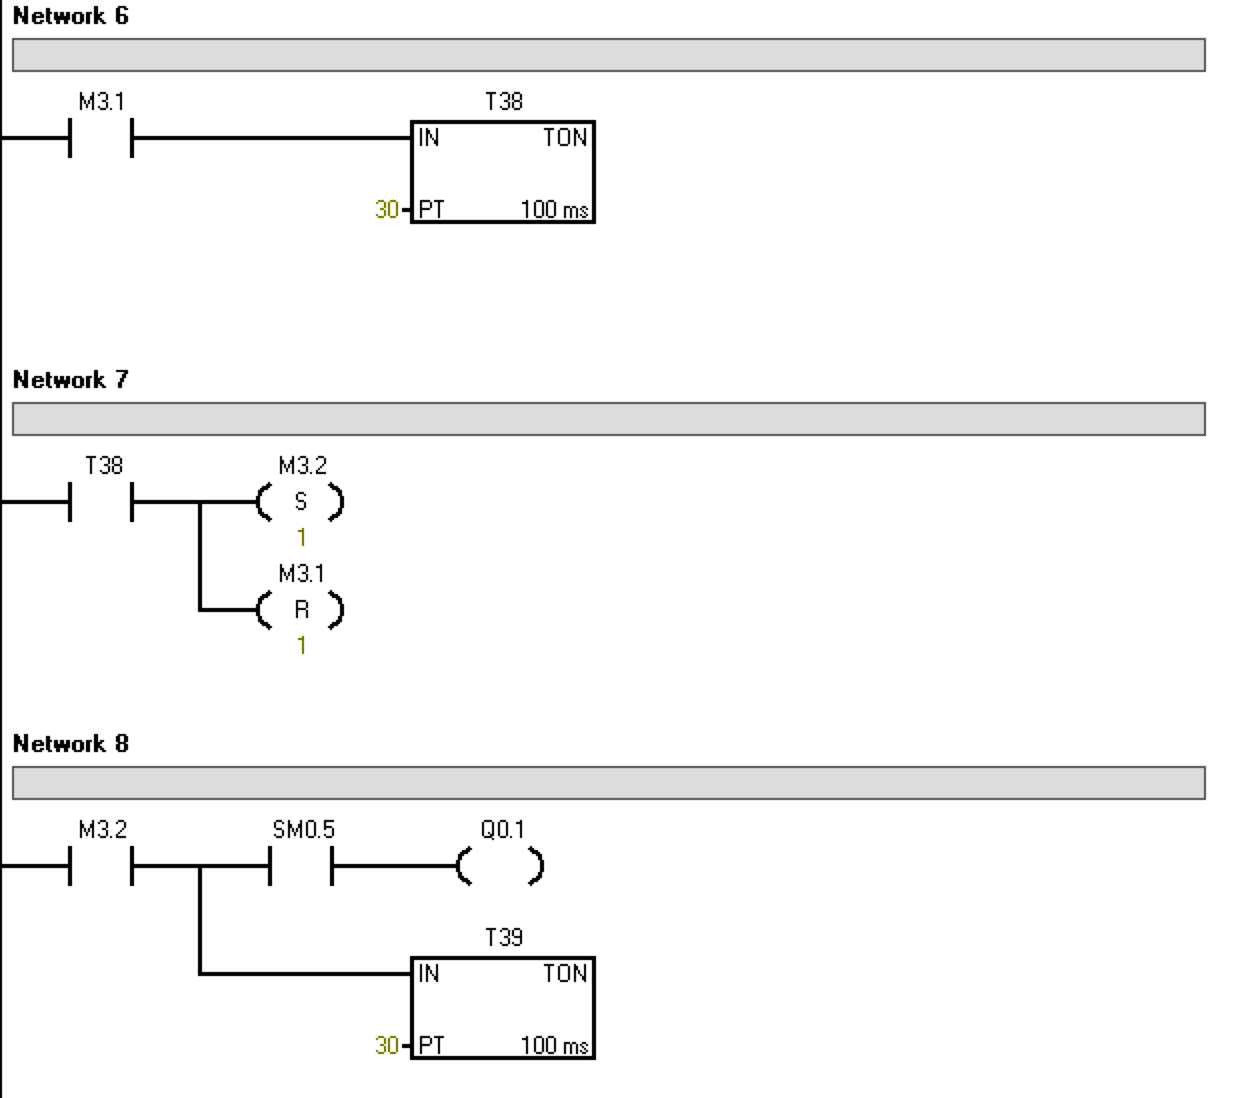 Network 6
M3.1
T38
IN TON
30 PT 100 ms
Network 7
T38 M3.2
S
1
M3.1
R
1
Network 8
M3.2 SM0.5 Q0.1
T39
IN TON
30 PT 100 ms